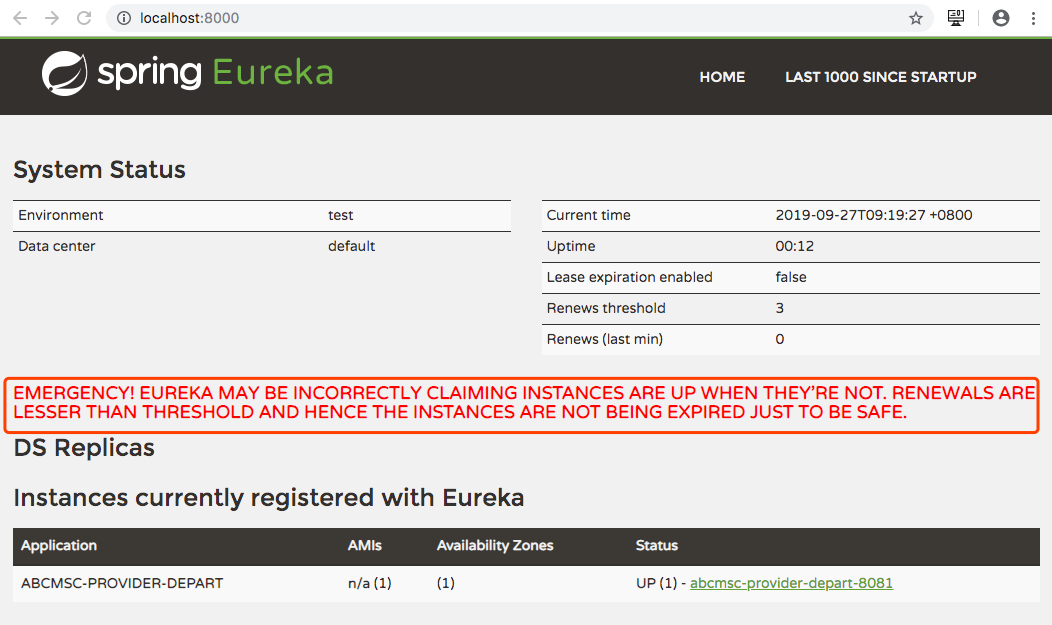 localhost:8000
spring Eureka
HOME LAST 1000 SINCE STARTUP
System Status
Environment test
Data center default
Current time 2019-09-27T09:19:27 +0800
Uptime 00:12
Lease expiration enabled false
Renews threshold 3
Renews (last min) 0
EMERGENCY! EUREKA MAY BE INCORRECTLY CLAIMING INSTANCES ARE UP WHEN THEY'RE NOT. RENEWALS ARE
LESSER THAN THRESHOLD AND HENCE THE INSTANCES ARE NOT BEING EXPIRED JUST TO BE SAFE.
DS Replicas
Instances currently registered with Eureka
Application AMIs Availability Zones Status
ABCMSC-PROVIDER-DEPART n/a (1) (1) UP (1) - abcmsc-provider-depart-8081